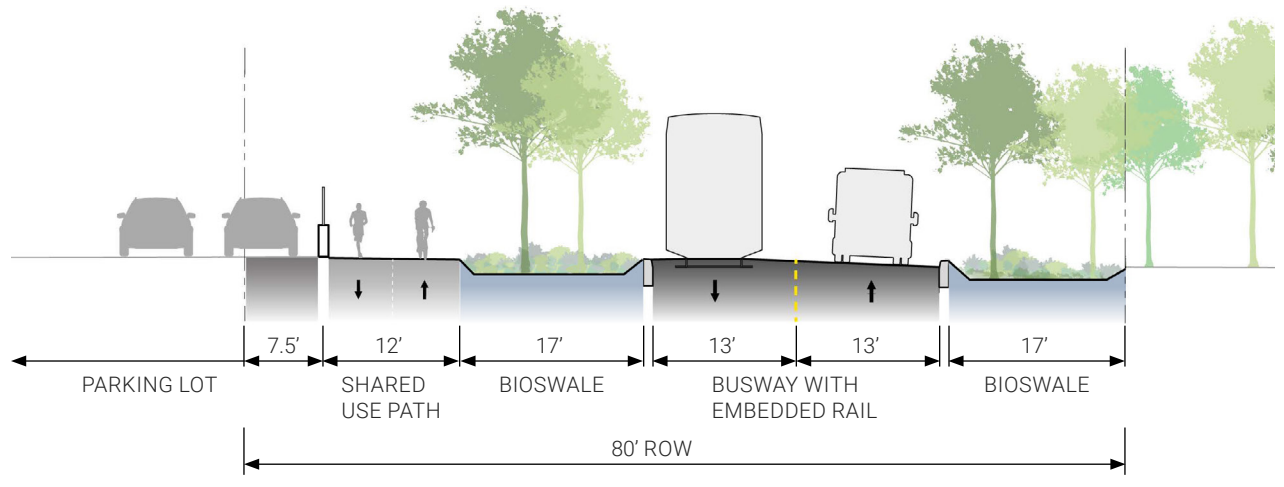 7.5’
12’
17’
13’
13’
17’
PARKING LOT
SHARED
USE PATH
BIOSWALE
BUSWAY WITH
EMBEDDED RAIL
BIOSWALE
80’ ROW